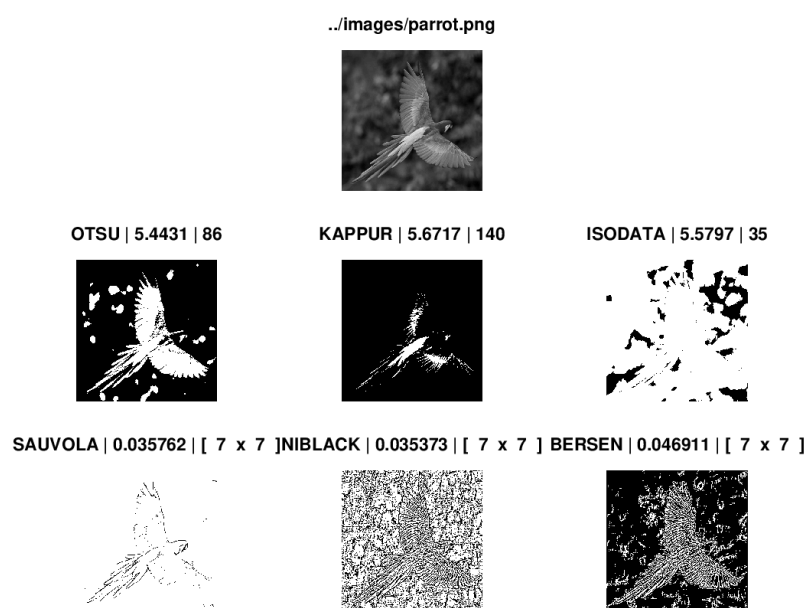 ../images/parrot.png
OTSU | 5.4431 | 86
KAPPUR | 5.6717 | 140
ISODATA | 5.5797 | 35
SAUVOLA | 0.035762 | [ 7 x 7 ]
NIBLACK | 0.035373 | [ 7 x 7 ]
BERSEN | 0.046911 | [ 7 x 7 ]